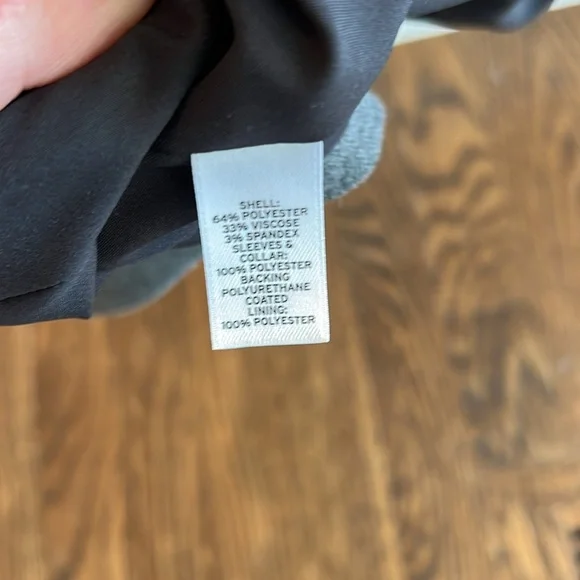 SHELL:
64% POLYESTER
33% VISCOSE
3% SPANDEX
SLEEVES &
COLLAR:
100% POLYESTER
BACKING
POLYURETHANE
COATED
LINING:
100% POLYESTER